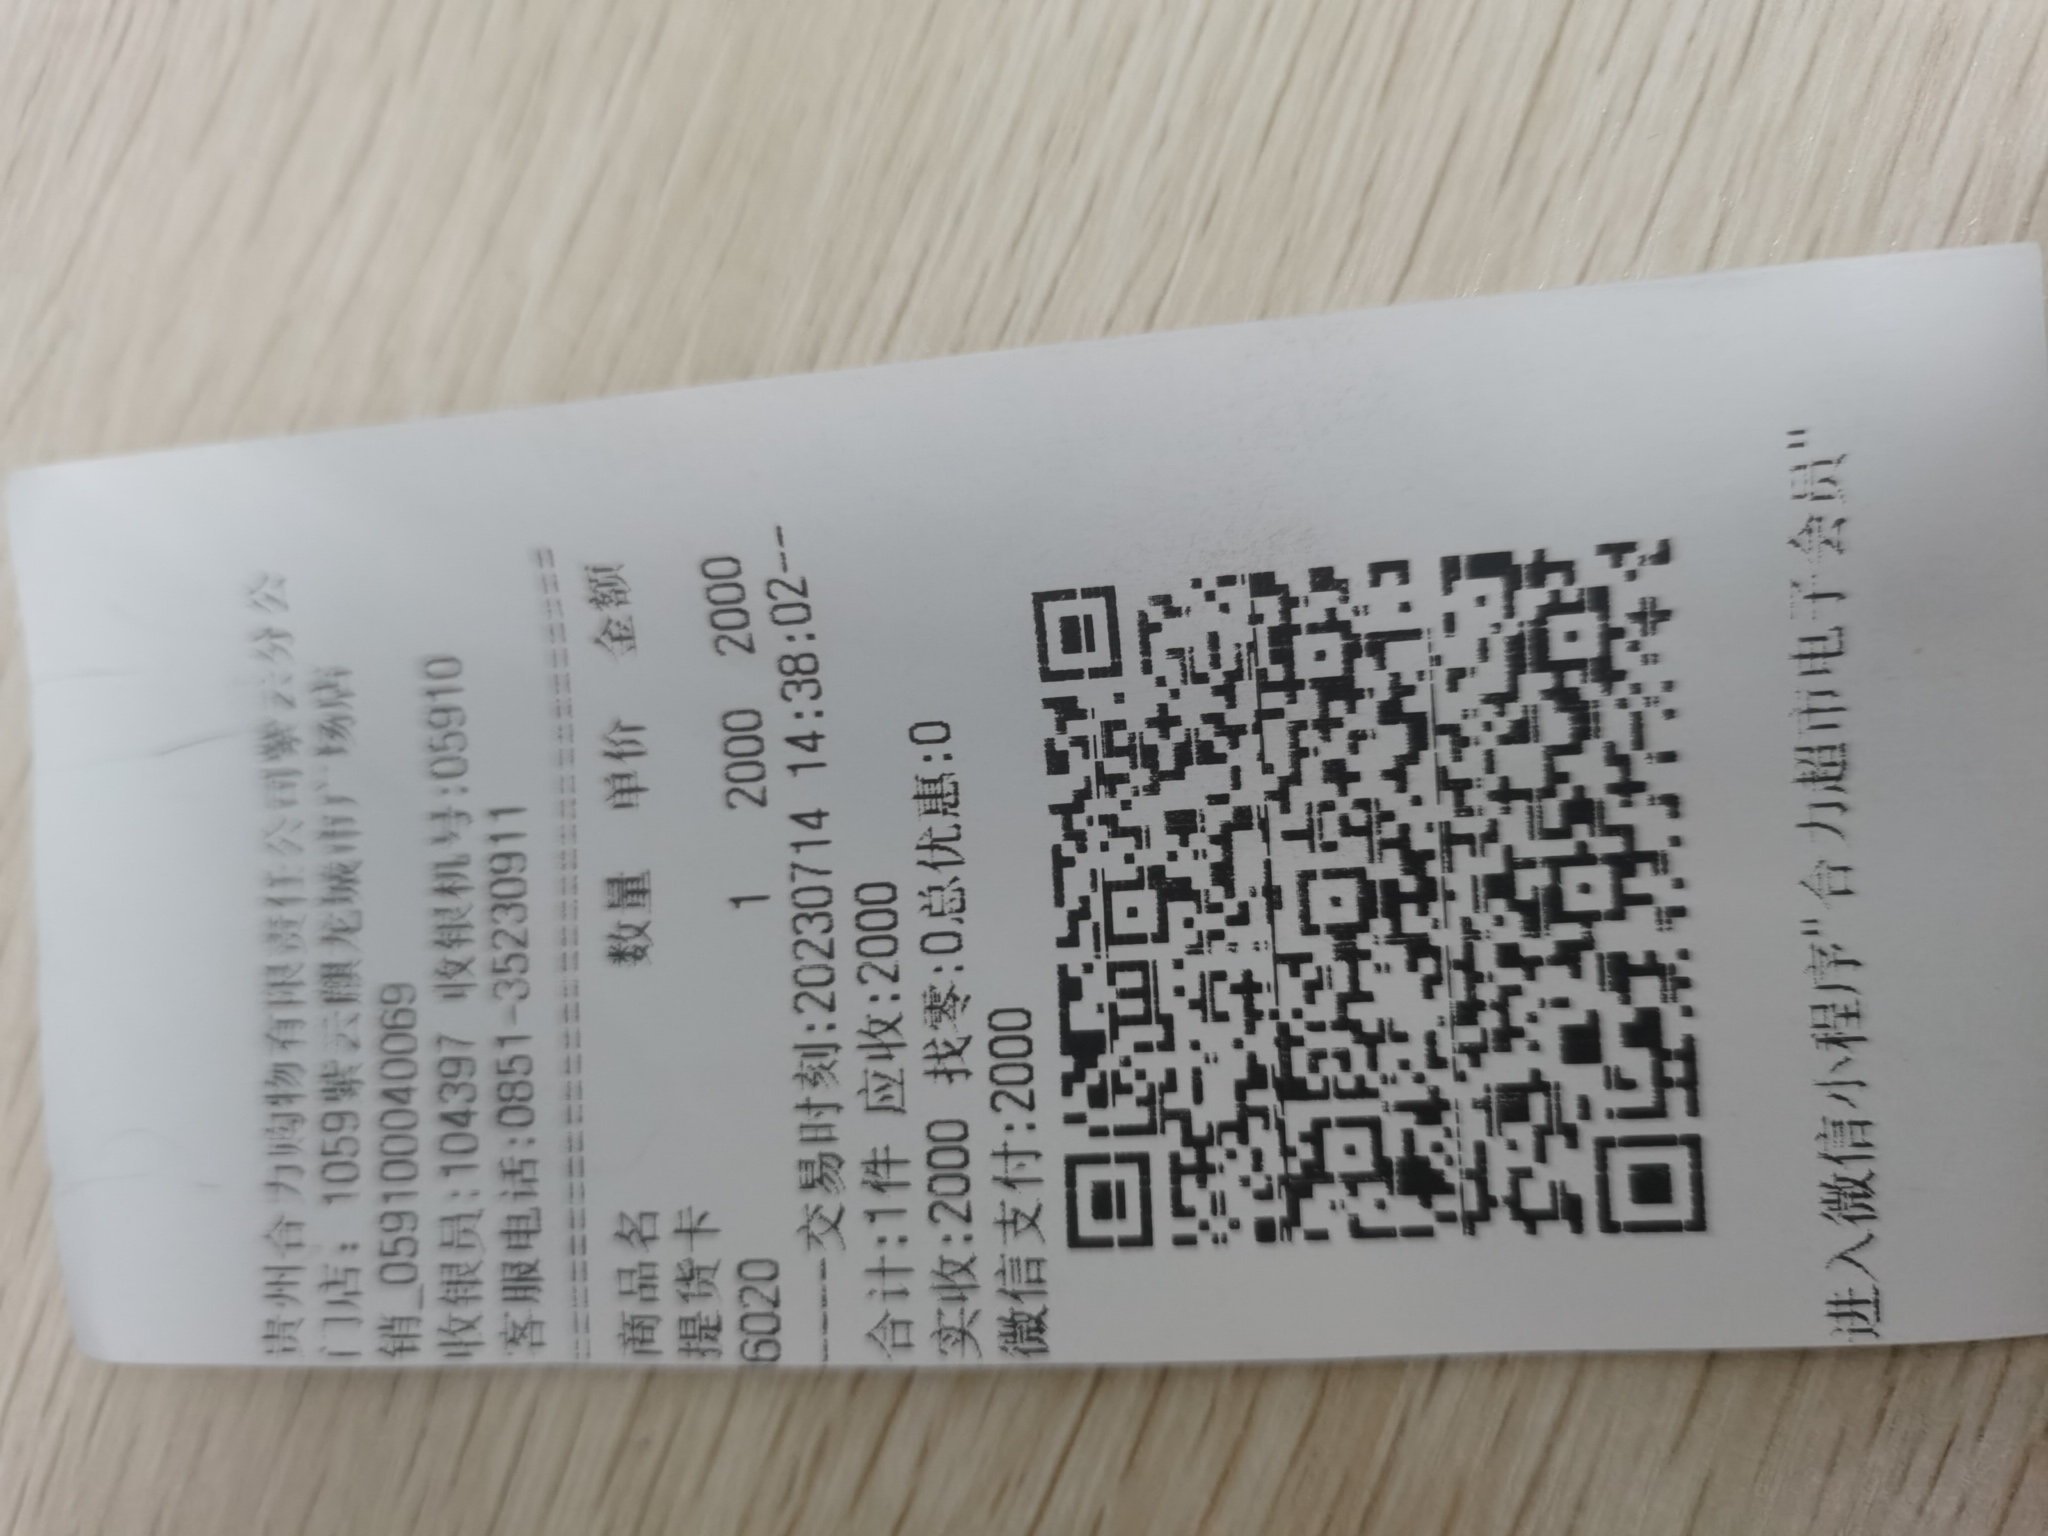 贵州合力购物有限责任公司紫云分公
门店: 1059紫云麒龙城市广场店
销_0591000040069
收银员:104397 收银机号:059910
客服电话:0851-35230911
商品名 数量 单价 金额
提货卡
6020 1 2000 2000
----交易时刻:20230714 14:38:02---
合计:1件 应收:2000
实收:2000 找零:0总优惠:0
微信支付:2000
进入微信小程序"合力超市电子会员"